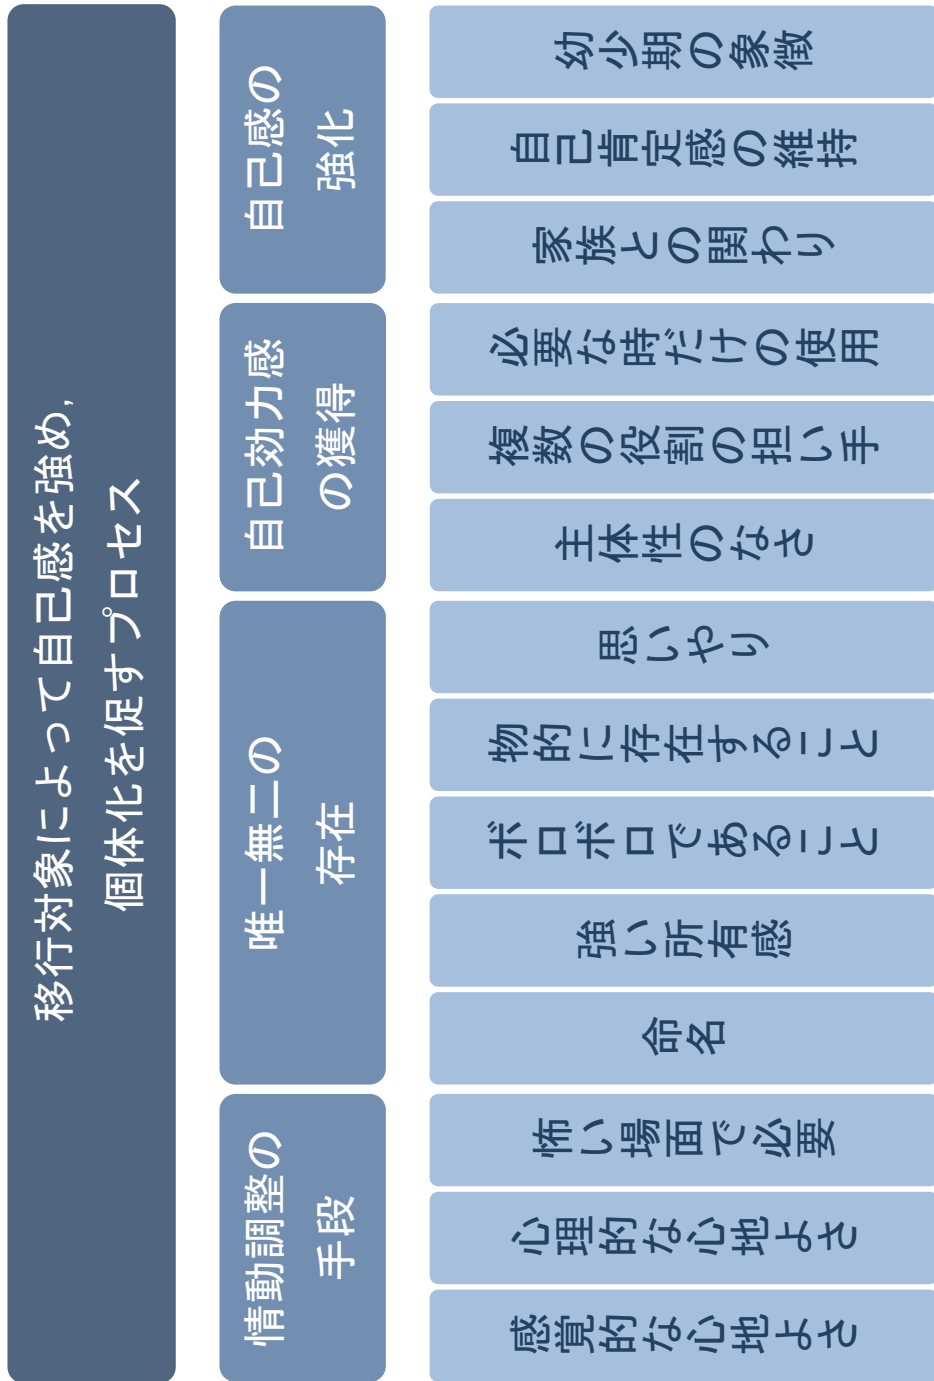 移行対象によって自己感を強め,
個体化を促すプロセス
情動調整の
手段
感覚的な心地よさ
心理的な心地よさ
怖い場面で必要
唯一無二の
存在
命名
強い所有感
ボロボロであること
物的に存在すること
思いやり
自己効力感
の獲得
主体性のなさ
複数の役割の担い手
必要な時だけの使用
自己感の
強化
家族との関わり
自己肯定感の維持
幼少期の象徴